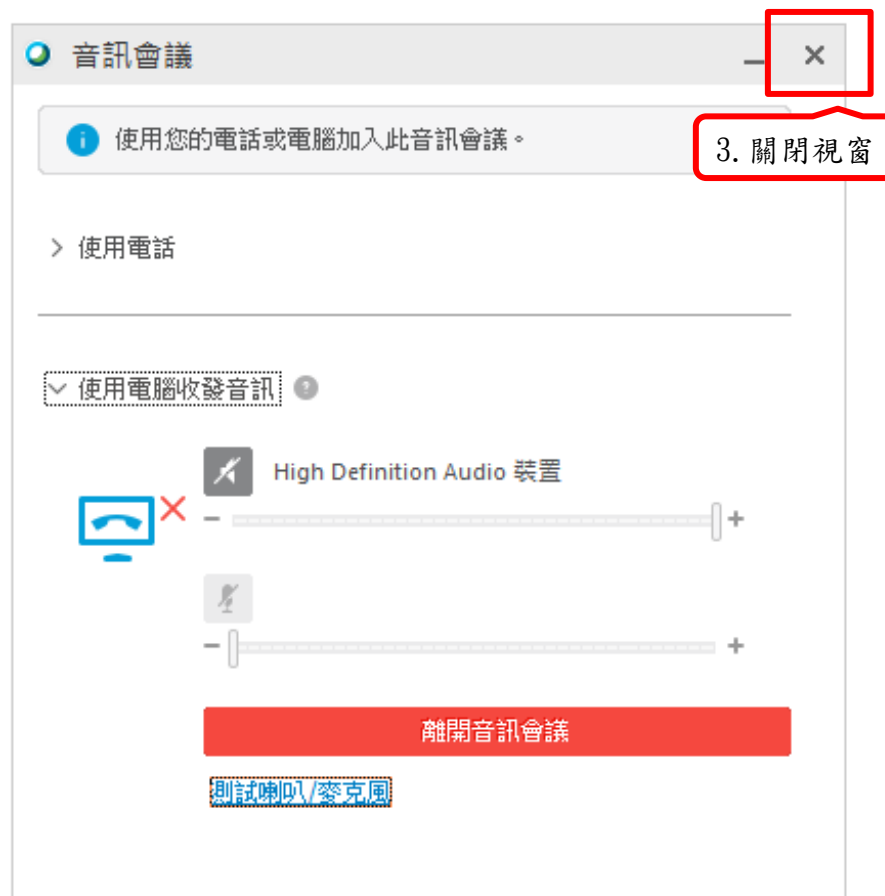 音訊會議
使用您的電話或電腦加入此音訊會議。
3.關閉視窗
使用電話
使用電腦收發音訊
High Definition Audio 裝置
離開音訊會議
測試喇叭/麥克風